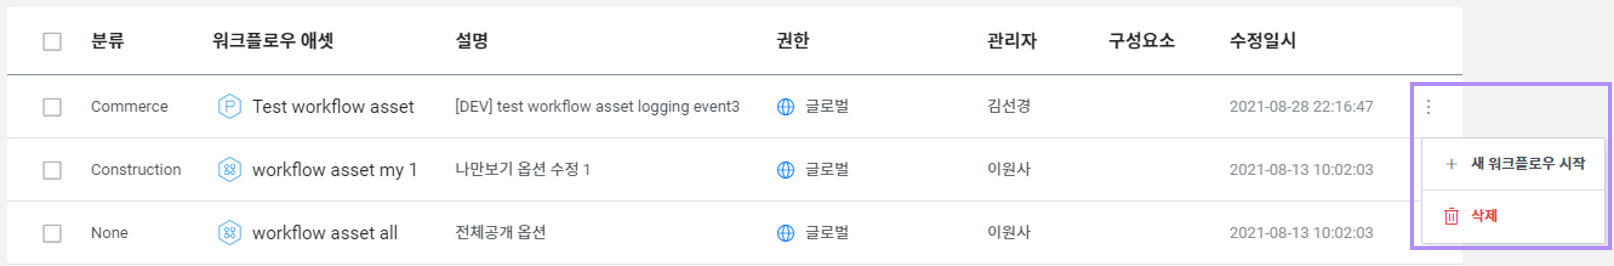 분류 워크플로우 애셋 설명 권한 관리자 구성요소 수정일시
Commerce Test workflow asset [DEV] test workflow asset logging event3 글로벌 김선경 2021-08-28 22:16:47
Construction workflow asset my 1 나만보기 옵션 수정 1 글로벌 이원사 2021-08-13 10:02:03
새 워크플로우 시작
None workflow asset all 전체공개 옵션 글로벌 이원사 2021-08-13 10:02:03
삭제